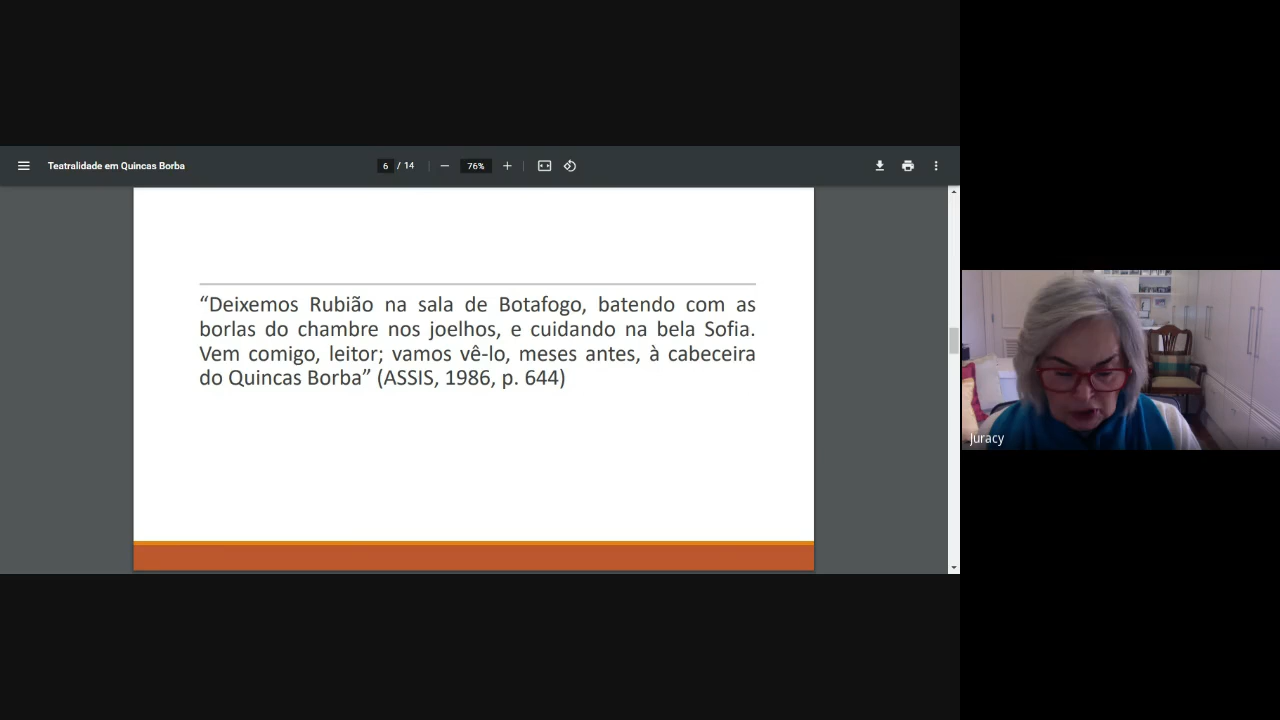 Teatralidade em Quincas Borba
6 / 14
76%
“Deixemos Rubião na sala de Botafogo, batendo com as
borlas do chambre nos joelhos, e cuidando na bela Sofia.
Vem comigo, leitor; vamos vê-lo, meses antes, à cabeceira
do Quincas Borba” (ASSIS, 1986, p. 644)
Juracy